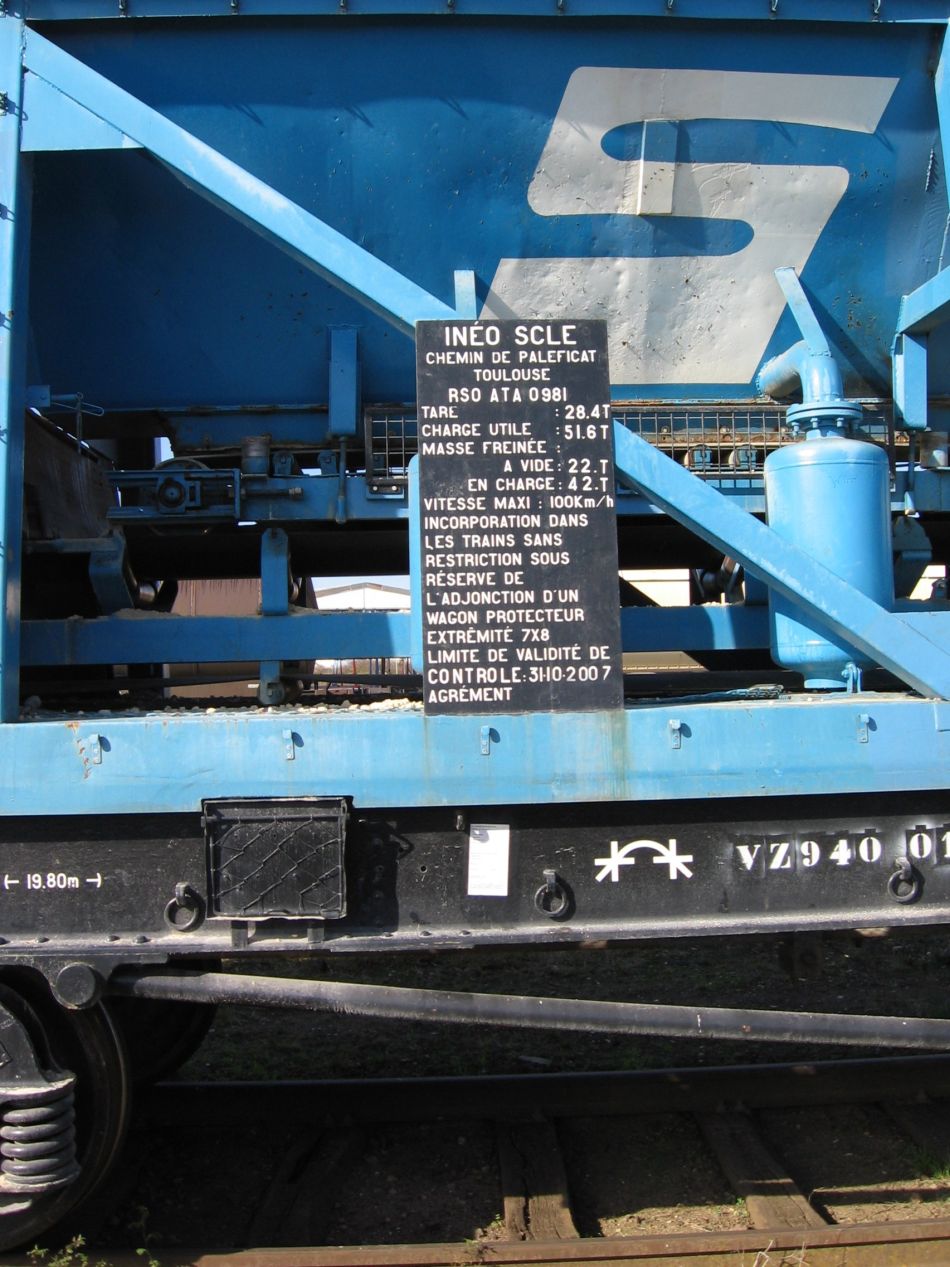 INÉO SCLE
CHEMIN DE PALEFICAT
TOULOUSE
RSO ATA 0981
TARE : 28.4T
CHARGE UTILE : 51.6T
MASSE FREINÉE :
A VIDE : 22.T
EN CHARGE : 42.T
VITESSE MAXI : 100Km/h
INCORPORATION DANS
LES TRAINS SANS
RESTRICTION SOUS
RÉSERVE DE
L'ADJONCTION D'UN
WAGON PROTECTEUR
EXTRÊMITÉ 7X8
LIMITE DE VALIDITÉ DE
CONTROLE : 31·10·2007
AGRÉMENT
19.80m
VZ940 01